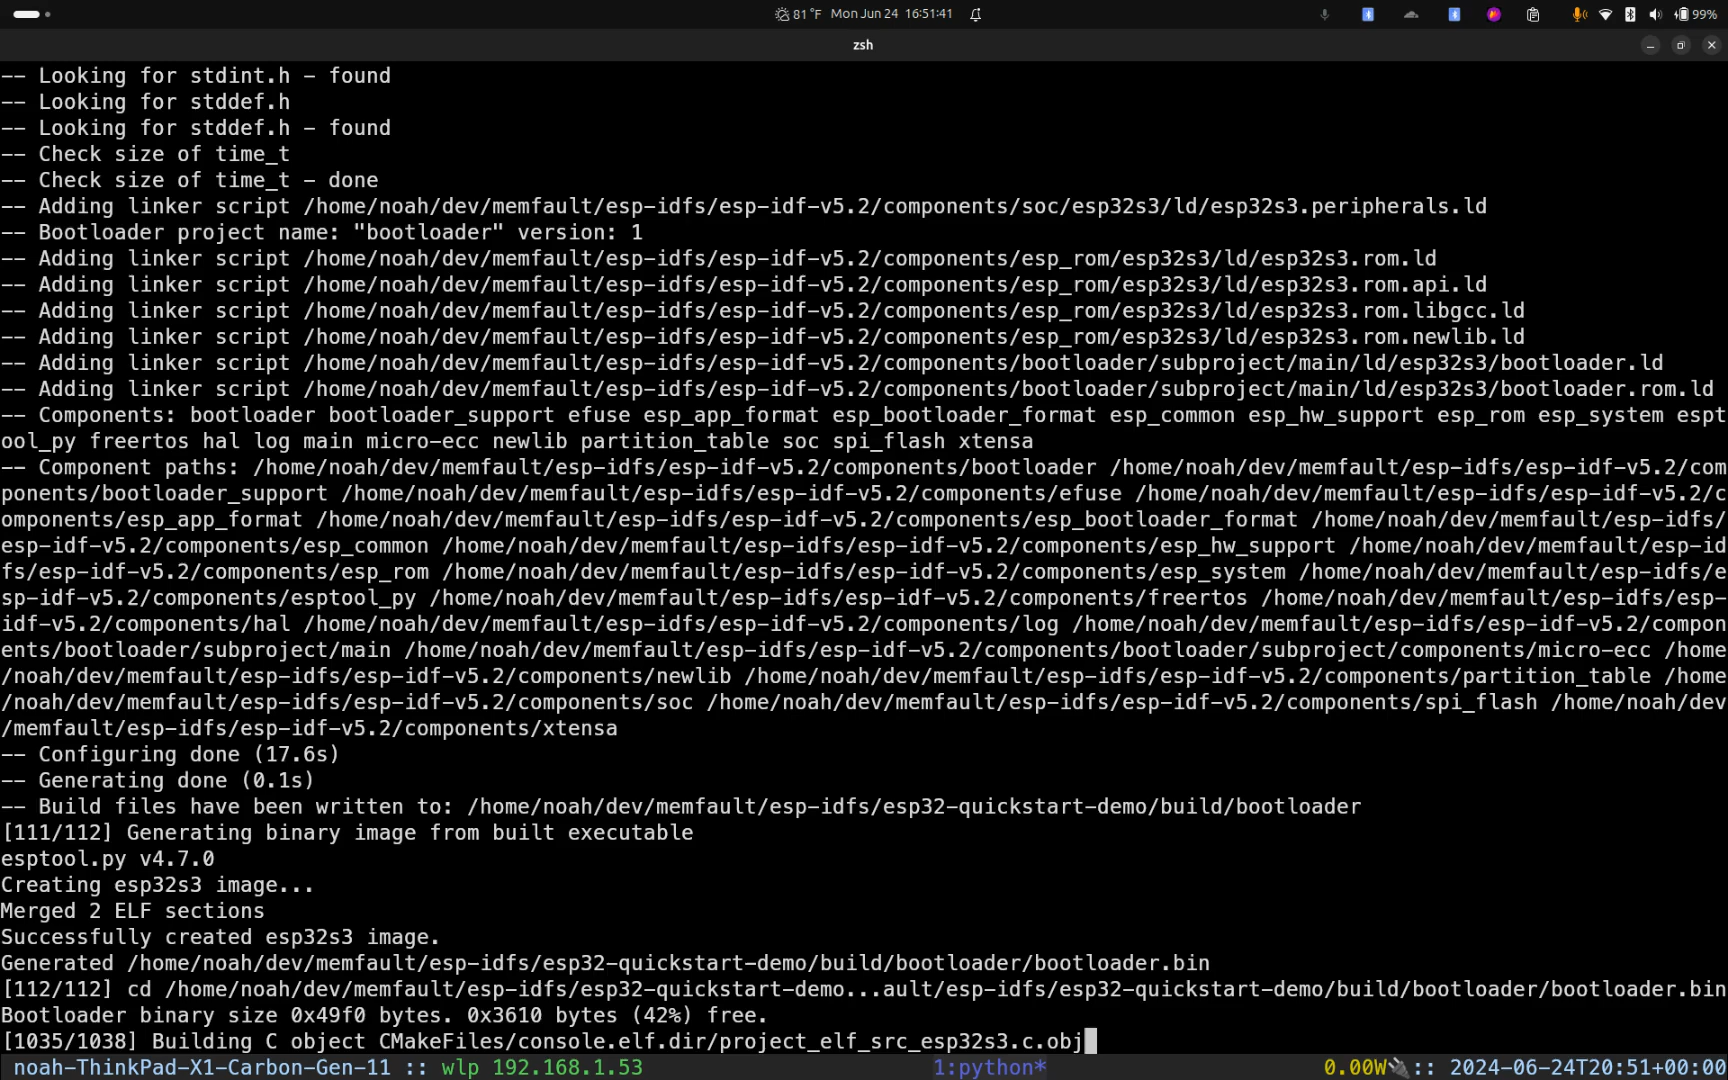 81 °F Mon Jun 24 16:51:41 99%
zsh
-- Looking for stdint.h - found
-- Looking for stddef.h
-- Looking for stddef.h - found
-- Check size of time_t
-- Check size of time_t - done
-- Adding linker script /home/noah/dev/memfault/esp-idfs/esp-idf-v5.2/components/soc/esp32s3/ld/esp32s3.peripherals.ld
-- Bootloader project name: "bootloader" version: 1
-- Adding linker script /home/noah/dev/memfault/esp-idfs/esp-idf-v5.2/components/esp_rom/esp32s3/ld/esp32s3.rom.ld
-- Adding linker script /home/noah/dev/memfault/esp-idfs/esp-idf-v5.2/components/esp_rom/esp32s3/ld/esp32s3.rom.api.ld
-- Adding linker script /home/noah/dev/memfault/esp-idfs/esp-idf-v5.2/components/esp_rom/esp32s3/ld/esp32s3.rom.libgcc.ld
-- Adding linker script /home/noah/dev/memfault/esp-idfs/esp-idf-v5.2/components/esp_rom/esp32s3/ld/esp32s3.rom.newlib.ld
-- Adding linker script /home/noah/dev/memfault/esp-idfs/esp-idf-v5.2/components/bootloader/subproject/main/ld/esp32s3/bootloader.ld
-- Adding linker script /home/noah/dev/memfault/esp-idfs/esp-idf-v5.2/components/bootloader/subproject/main/ld/esp32s3/bootloader.rom.ld
-- Components: bootloader bootloader_support efuse esp_app_format esp_bootloader_format esp_common esp_hw_support esp_rom esp_system espt
ool_py freertos hal log main micro-ecc newlib partition_table soc spi_flash xtensa
-- Component paths: /home/noah/dev/memfault/esp-idfs/esp-idf-v5.2/components/bootloader /home/noah/dev/memfault/esp-idfs/esp-idf-v5.2/com
ponents/bootloader_support /home/noah/dev/memfault/esp-idfs/esp-idf-v5.2/components/efuse /home/noah/dev/memfault/esp-idfs/esp-idf-v5.2/c
omponents/esp_app_format /home/noah/dev/memfault/esp-idfs/esp-idf-v5.2/components/esp_bootloader_format /home/noah/dev/memfault/esp-idfs/
esp-idf-v5.2/components/esp_common /home/noah/dev/memfault/esp-idfs/esp-idf-v5.2/components/esp_hw_support /home/noah/dev/memfault/esp-id
fs/esp-idf-v5.2/components/esp_rom /home/noah/dev/memfault/esp-idfs/esp-idf-v5.2/components/esp_system /home/noah/dev/memfault/esp-idfs/e
sp-idf-v5.2/components/esptool_py /home/noah/dev/memfault/esp-idfs/esp-idf-v5.2/components/freertos /home/noah/dev/memfault/esp-idfs/esp-
idf-v5.2/components/hal /home/noah/dev/memfault/esp-idfs/esp-idf-v5.2/components/log /home/noah/dev/memfault/esp-idfs/esp-idf-v5.2/compon
ents/bootloader/subproject/main /home/noah/dev/memfault/esp-idfs/esp-idf-v5.2/components/bootloader/subproject/components/micro-ecc /home
/noah/dev/memfault/esp-idfs/esp-idf-v5.2/components/newlib /home/noah/dev/memfault/esp-idfs/esp-idf-v5.2/components/partition_table /home
/noah/dev/memfault/esp-idfs/esp-idf-v5.2/components/soc /home/noah/dev/memfault/esp-idfs/esp-idf-v5.2/components/spi_flash /home/noah/dev
/memfault/esp-idfs/esp-idf-v5.2/components/xtensa
-- Configuring done (17.6s)
-- Generating done (0.1s)
-- Build files have been written to: /home/noah/dev/memfault/esp-idfs/esp32-quickstart-demo/build/bootloader
[111/112] Generating binary image from built executable
esptool.py v4.7.0
Creating esp32s3 image...
Merged 2 ELF sections
Successfully created esp32s3 image.
Generated /home/noah/dev/memfault/esp-idfs/esp32-quickstart-demo/build/bootloader/bootloader.bin
[112/112] cd /home/noah/dev/memfault/esp-idfs/esp32-quickstart-demo...ault/esp-idfs/esp32-quickstart-demo/build/bootloader/bootloader.bin
Bootloader binary size 0x49f0 bytes. 0x3610 bytes (42%) free.
[1035/1038] Building C object CMakeFiles/console.elf.dir/project_elf_src_esp32s3.c.obj
noah-ThinkPad-X1-Carbon-Gen-11 :: wlp 192.168.1.53 1:python* 0.00W :: 2024-06-24T20:51+00:00